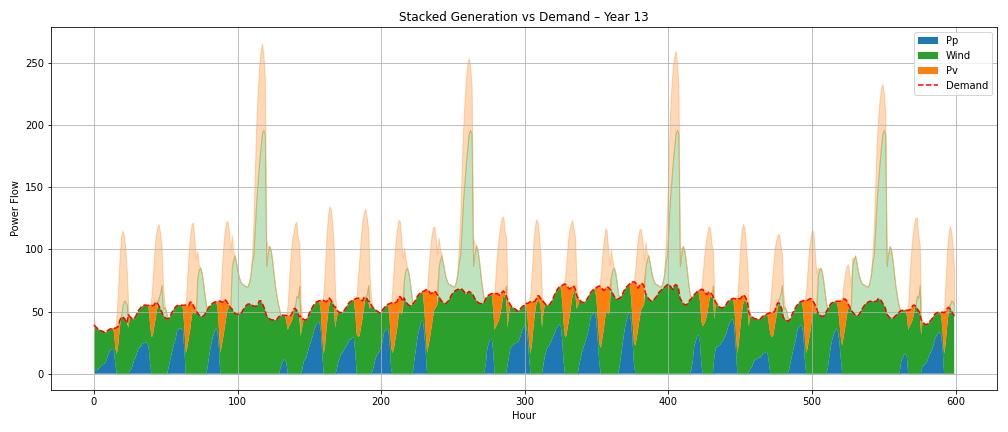 Stacked Generation vs Demand – Year 13
Power Flow
250
200
150
100
50
0
0 100 200 300 400 500 600
Hour
Pp
Wind
Pv
Demand